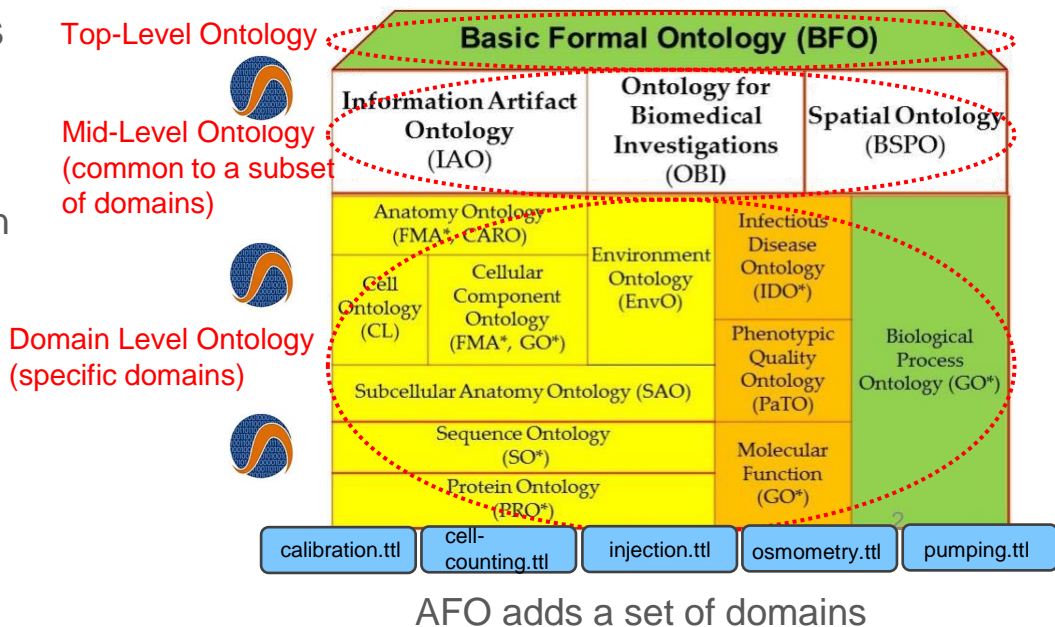 s
Top-Level Ontology
Basic Formal Ontology (BFO)
Mid-Level Ontology
(common to a subset
of domains)
n
Information Artifact
Ontology
(IAO)
Ontology for
Biomedical
Investigations
(OBI)
Spatial Ontology
(BSPO)
Domain Level Ontology
(specific domains)
Anatomy Ontology
(FMA*, CARO)
Cell
Ontology
(CL)
Cellular
Component
Ontology
(FMA*, GO*)
Environment
Ontology
(EnvO)
Subcellular Anatomy Ontology (SAO)
Sequence Ontology
(SO*)
Protein Ontology
(PRO*)
Infectious
Disease
Ontology
(IDO*)
Phenotypic
Quality
Ontology
(PaTO)
Molecular
Function
(GO*)
Biological
Process
Ontology (GO*)
2
calibration.ttl
cell-
counting.ttl
injection.ttl
osmometry.ttl
pumping.ttl
AFO adds a set of domains